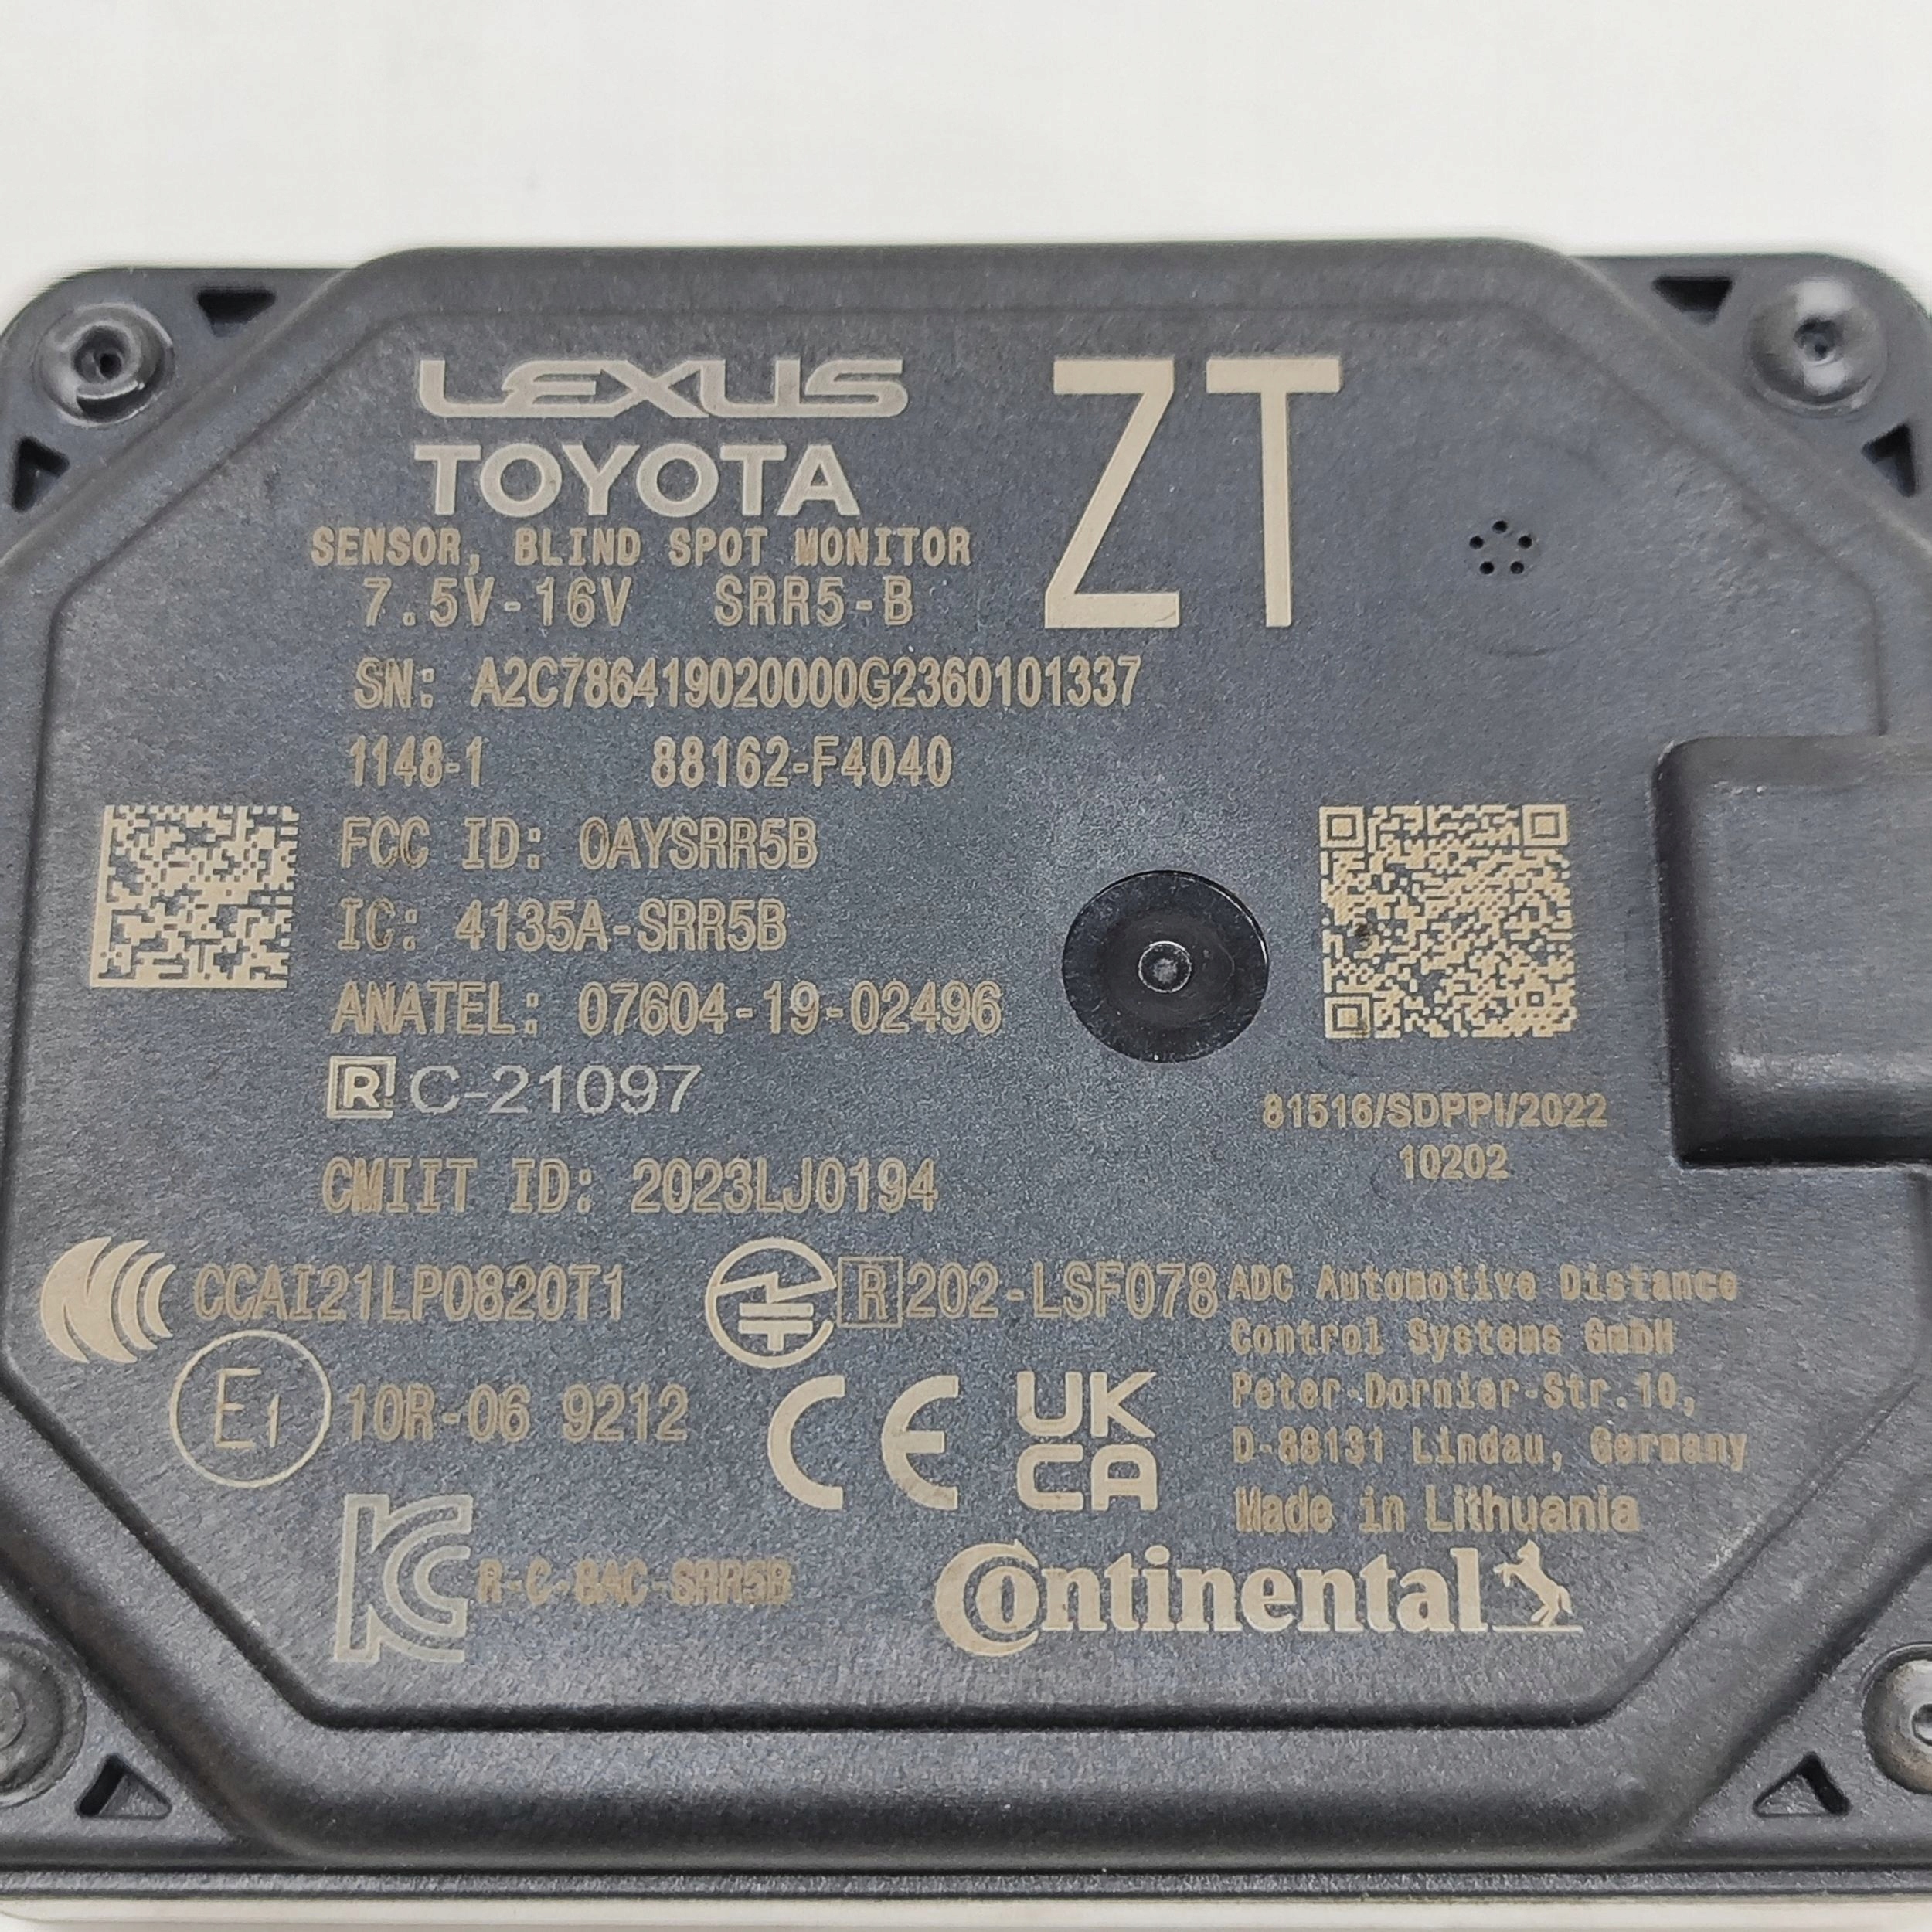 LEXUS
TOYOTA
ZT
SENSOR, BLIND SPOT MONITOR
7.5V-16V SRR5-B
SN: A2C786419020000G2360101337
1148-1 88162-F4040
FCC ID: OAYSRR5B
IC: 4135A-SRR5B
ANATEL: 07604-19-02496
R C-21097
81516/SDPPI/2022
10202
CMIIT ID: 2023LJ0194
CCAI21LP0820T1
R 202-LSF078
E1 10R-06 9212
CE
UK
CA
ADC Automotive Distance
Control Systems GmbH
Peter-Dornier-Str.10,
D-88131 Lindau, Germany
Made in Lithuania
KC R-C-8AC-SRR5B
Continental